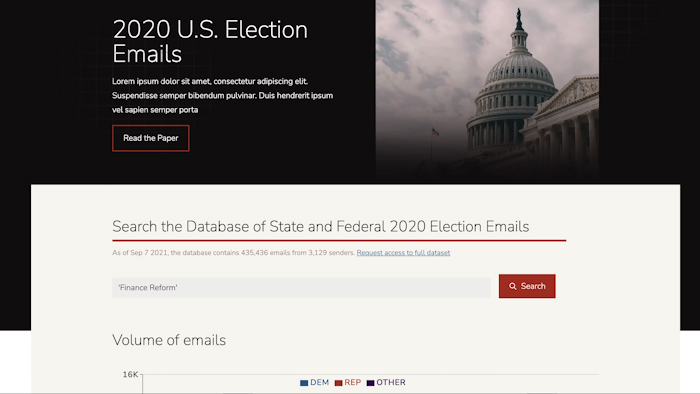 2020 U.S. Election
Emails
Lorem ipsum dolor sit amet, consectetur adipiscing elit.
Suspendisse semper bibendum pulvinar. Duis hendrerit ipsum
vel sapien semper porta
Read the Paper
Search the Database of State and Federal 2020 Election Emails
As of Sep 7 2021, the database contains 435,436 emails from 3,129 senders. Request access to full dataset
'Finance Reform'
Search
Volume of emails
16K
DEM REP OTHER